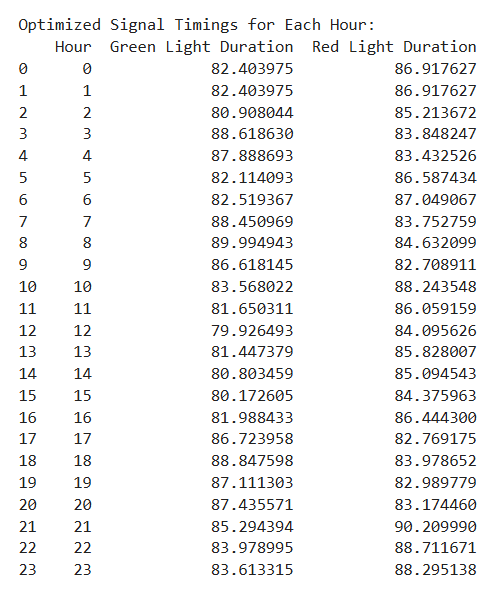 Optimized Signal Timings for Each Hour:
Hour Green Light Duration Red Light Duration
0 0 82.403975 86.917627
1 1 82.403975 86.917627
2 2 80.908044 85.213672
3 3 88.618630 83.848247
4 4 87.888693 83.432526
5 5 82.114093 86.587434
6 6 82.519367 87.049067
7 7 88.450969 83.752759
8 8 89.994943 84.632099
9 9 86.618145 82.708911
10 10 83.568022 88.243548
11 11 81.650311 86.059159
12 12 79.926493 84.095626
13 13 81.447379 85.828007
14 14 80.803459 85.094543
15 15 80.172605 84.375963
16 16 81.988433 86.444300
17 17 86.723958 82.769175
18 18 88.847598 83.978652
19 19 87.111303 82.989779
20 20 87.435571 83.174460
21 21 85.294394 90.209990
22 22 83.978995 88.711671
23 23 83.613315 88.295138